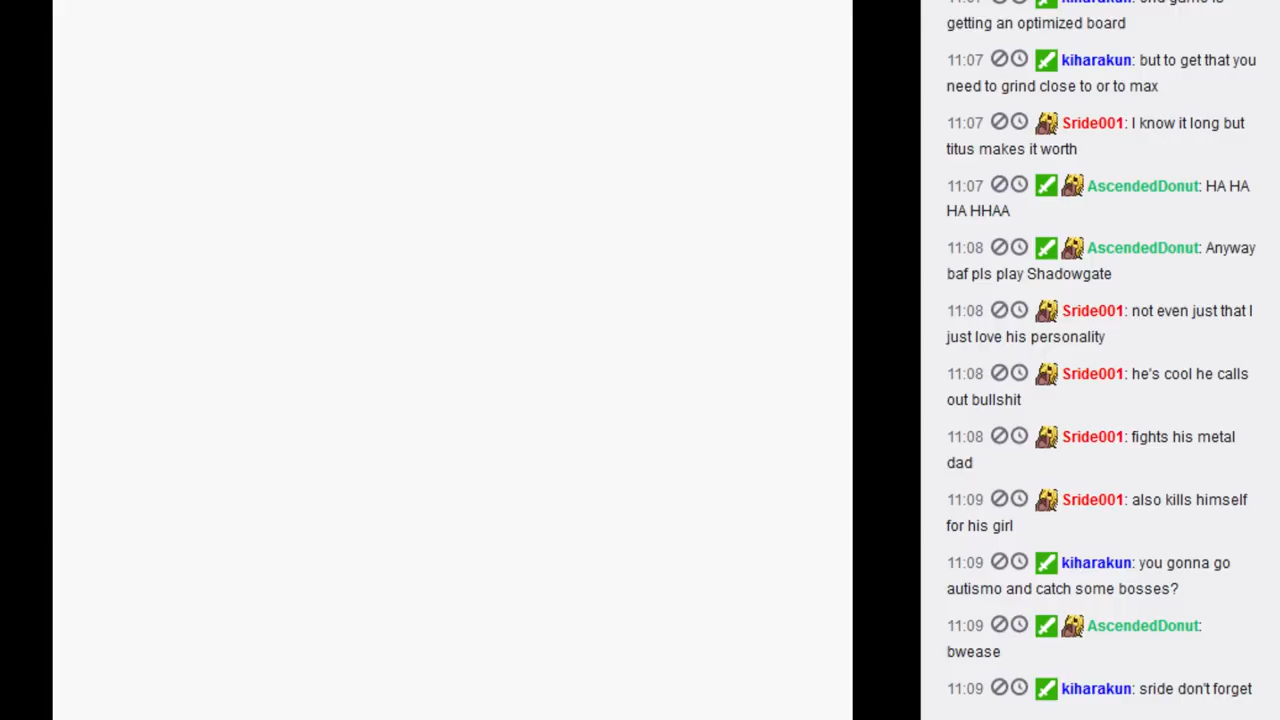 getting an optimized board
11:07 kiharakun: but to get that you
need to grind close to or to max
11:07 Sride001: I know it long but
titus makes it worth
11:07 AscendedDonut: HA HA
HA HHAA
11:08 AscendedDonut: Anyway
baf pls play Shadowgate
11:08 Sride001: not even just that I
just love his personality
11:08 Sride001: he's cool he calls
out bullshit
11:08 Sride001: fights his metal
dad
11:09 Sride001: also kills himself
for his girl
11:09 kiharakun: you gonna go
autismo and catch some bosses?
11:09 AscendedDonut:
bwease
11:09 kiharakun: sride don't forget